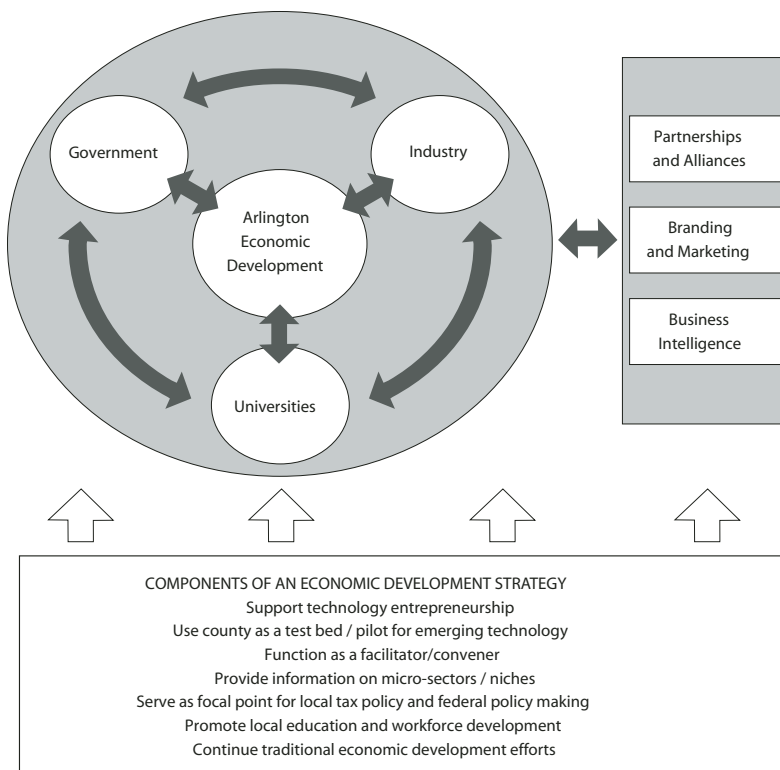 Government
Industry
Arlington
Economic
Development
Universities
Partnerships
and Alliances
Branding
and Marketing
Business
Intelligence
COMPONENTS OF AN ECONOMIC DEVELOPMENT STRATEGY
Support technology entrepreneurship
Use county as a test bed / pilot for emerging technology
Function as a facilitator/convener
Provide information on micro-sectors / niches
Serve as focal point for local tax policy and federal policy making
Promote local education and workforce development
Continue traditional economic development efforts